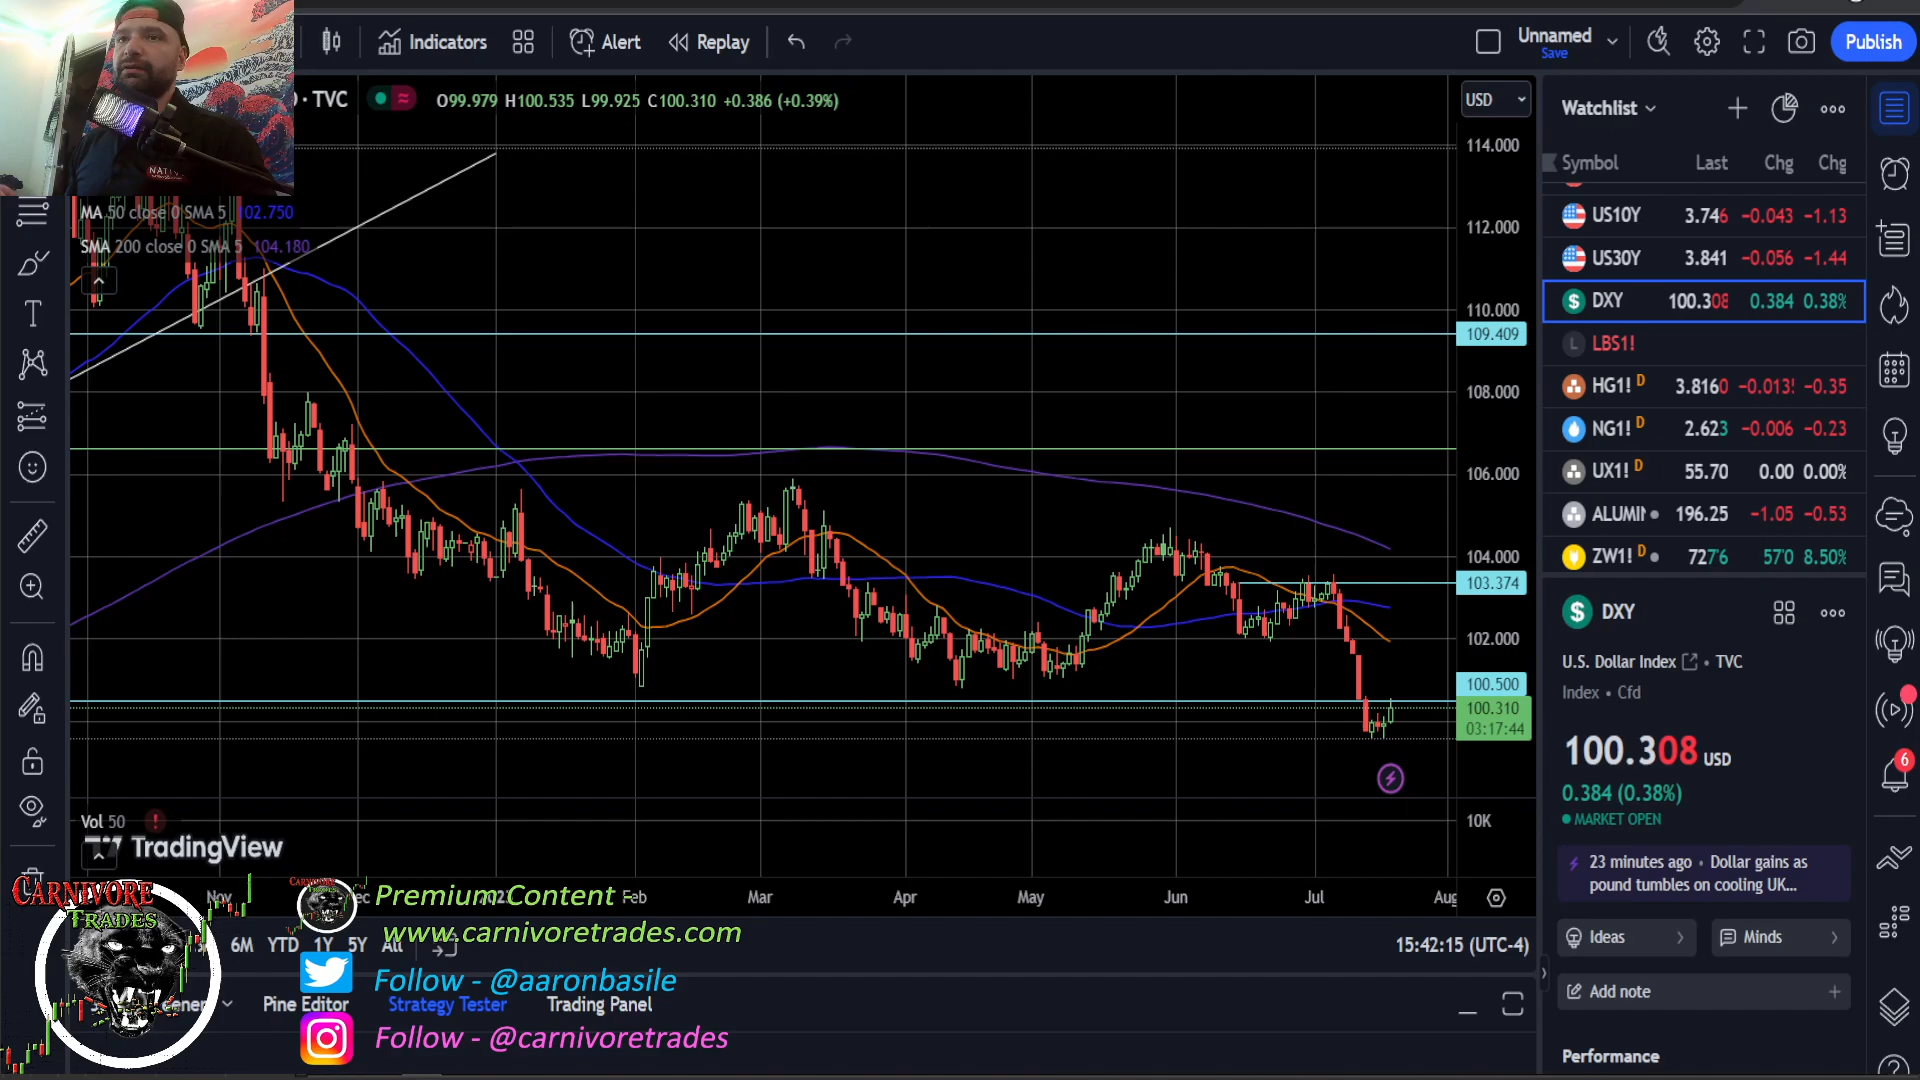 Indicators
Alert
Replay
Unnamed
Save
Publish
· TVC
O99.979 H100.535 L99.925 C100.310 +0.386 (+0.39%)
USD
MA 50 close 0 SMA 5 102.750
SMA 200 close 0 SMA 5 104.180
114.000
112.000
110.000
109.409
108.000
106.000
104.000
103.374
102.000
100.500
100.310
03:17:44
10K
Vol 50
TradingView
Nov
Feb
Mar
Apr
May
Jun
Jul
Aug
6M YTD 1Y 5Y All
15:42:15 (UTC-4)
Pine Editor
Strategy Tester
Trading Panel
Watchlist
Symbol Last Chg Chg
US10Y 3.746 -0.043 -1.13
US30Y 3.841 -0.056 -1.44
DXY 100.308 0.384 0.38%
LBS1!
HG1! D 3.8160 -0.013 -0.35
NG1! D 2.623 -0.006 -0.23
UX1! D 55.70 0.00 0.00%
ALUMIN 196.25 -1.05 -0.53
ZW1! D 727'6 57'0 8.50%
DXY
U.S. Dollar Index · TVC
Index · Cfd
100.308 USD
0.384 (0.38%)
MARKET OPEN
23 minutes ago · Dollar gains as
pound tumbles on cooling UK...
Ideas
Minds
Add note
Performance
6
CARNIVORE
TRADES
Premium Content -
www.carnivoretrades.com
Follow - @aaronbasile
Follow - @carnivoretrades